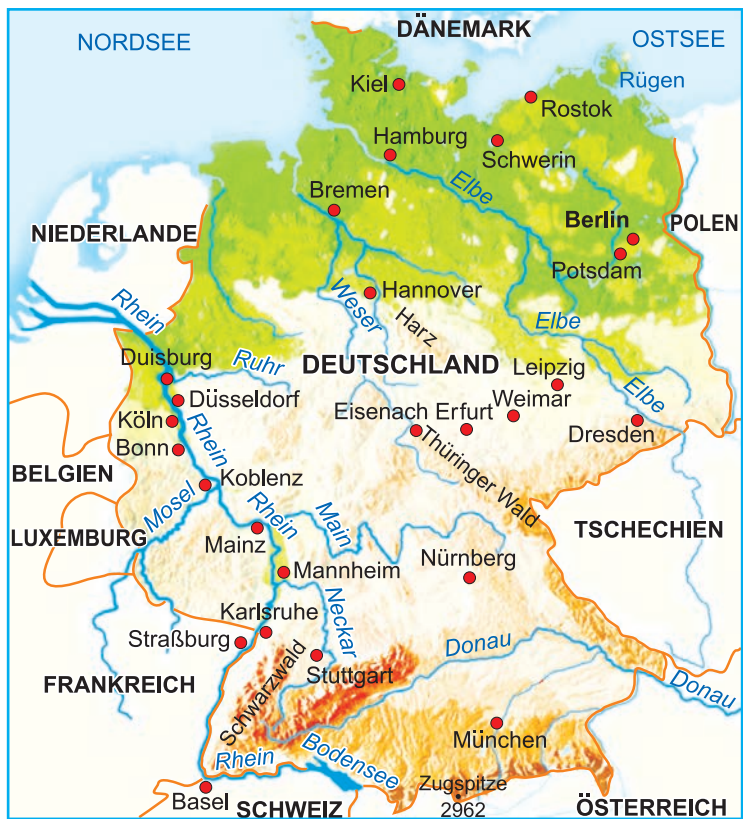 DÄNEMARK
NORDSEE
OSTSEE
Kiel
Rügen
Rostok
Hamburg
Schwerin
Elbe
Bremen
Berlin
POLEN
NIEDERLANDE
Potsdam
Rhein
Weser
Hannover
Harz
Elbe
Duisburg
Ruhr
DEUTSCHLAND
Leipzig
Düsseldorf
Weimar
Elbe
Köln
Rhein
Eisenach
Erfurt
Dresden
Bonn
Thüringer Wald
BELGIEN
Koblenz
Mosel
Rhein
Main
LUXEMBURG
TSCHECHIEN
Mainz
Nürnberg
Mannheim
Neckar
Karlsruhe
Straßburg
Donau
Stuttgart
FRANKREICH
Schwarzwald
Donau
München
Rhein
Bodensee
Zugspitze
2962
Basel
SCHWEIZ
ÖSTERREICH